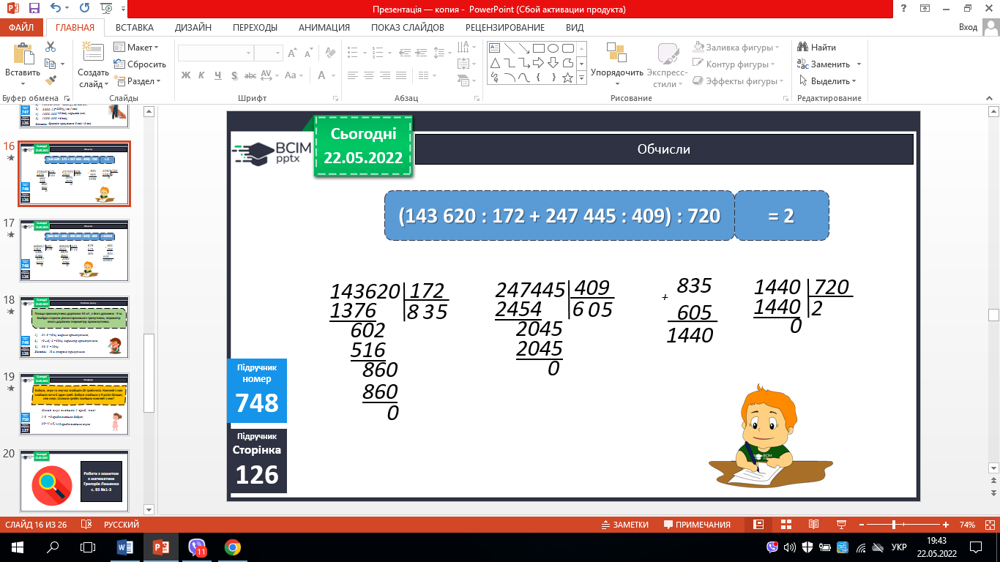 Презентація — копия - PowerPoint (Сбой активации продукта)
ФАЙЛ ГЛАВНАЯ ВСТАВКА ДИЗАЙН ПЕРЕХОДЫ АНИМАЦИЯ ПОКАЗ СЛАЙДОВ РЕЦЕНЗИРОВАНИЕ ВИД Вход
Вставить
Создать слайд
Макет
Сбросить
Раздел
Ж К Ч S abc AV Aa A
Упорядочить
Экспресс-стили
Заливка фигуры
Контур фигуры
Эффекты фигуры
Найти
Заменить
Выделить
Буфер обмена Слайды Шрифт Абзац Рисование Редактирование
747
126
16
17
18
19
20
Робота з зошитом
з математики
Григорія Лишенко
с. 93 №1-3
Сьогодні
22.05.2022
BCIM
pptx
Обчисли
(143 620 : 172 + 247 445 : 409) : 720 = 2
143620 172
1376 835
602
516
860
860
0
247445 409
2454 605
2045
2045
0
+ 835
605
1440
1440 720
1440 2
0
Підручник
номер
748
Підручник
Сторінка
126
СЛАЙД 16 ИЗ 26 РУССКИЙ ЗАМЕТКИ ПРИМЕЧАНИЯ 74%
11
УКР
19:43
22.05.2022